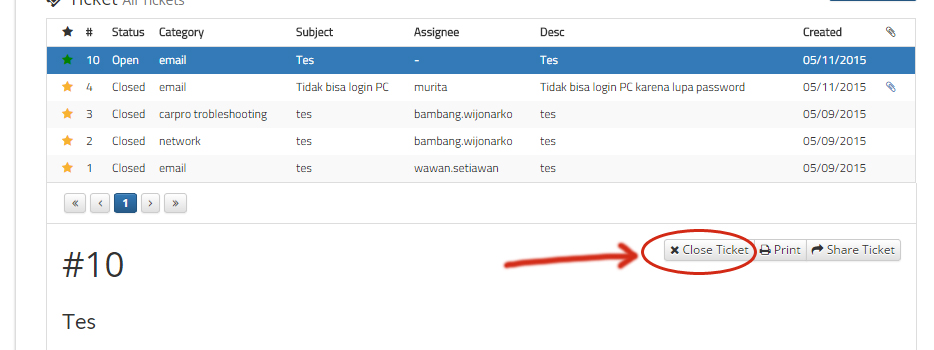 Ticket All Tickets
# Status Category Subject Assignee Desc Created
10 Open email Tes - Tes 05/11/2015
4 Closed email Tidak bisa login PC murita Tidak bisa login PC karena lupa password 05/11/2015
3 Closed carpro trobleshooting tes bambang.wijonarko tes 05/09/2015
2 Closed network tes bambang.wijonarko tes 05/09/2015
1 Closed email tes wawan.setiawan tes 05/09/2015
« ‹ 1 › »
Close Ticket Print Share Ticket
#10
Tes